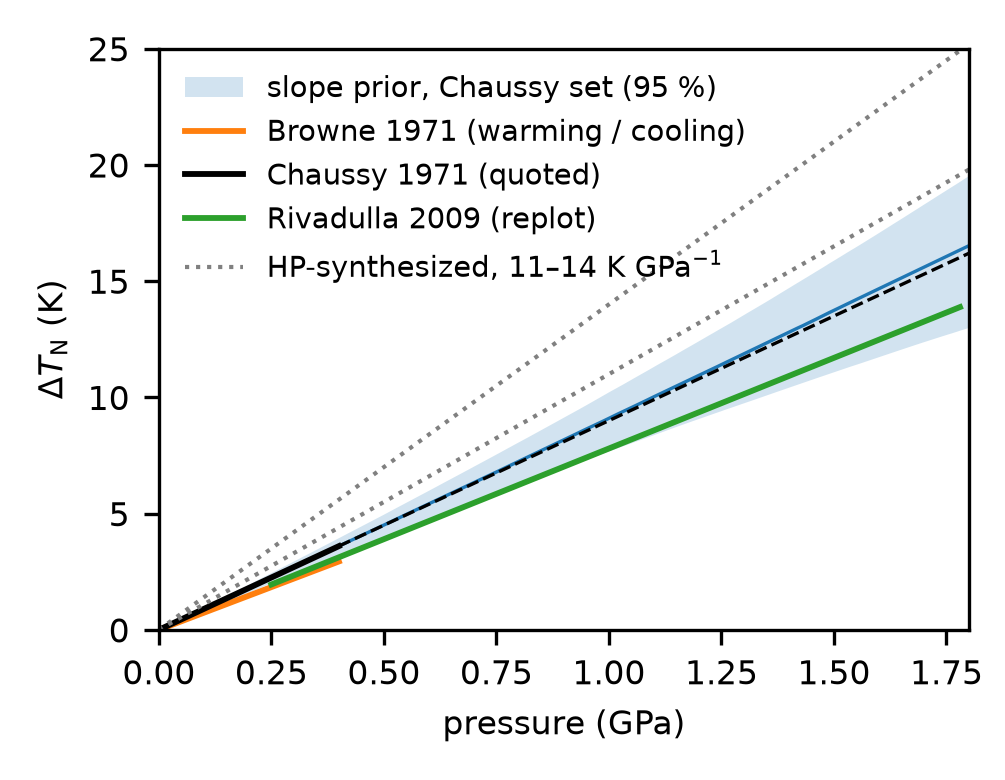 25
20
15
10
5
0
ΔT_N (K)
slope prior, Chaussy set (95 %)
Browne 1971 (warming / cooling)
Chaussy 1971 (quoted)
Rivadulla 2009 (replot)
HP-synthesized, 11–14 K GPa⁻¹
0.00 0.25 0.50 0.75 1.00 1.25 1.50 1.75
pressure (GPa)